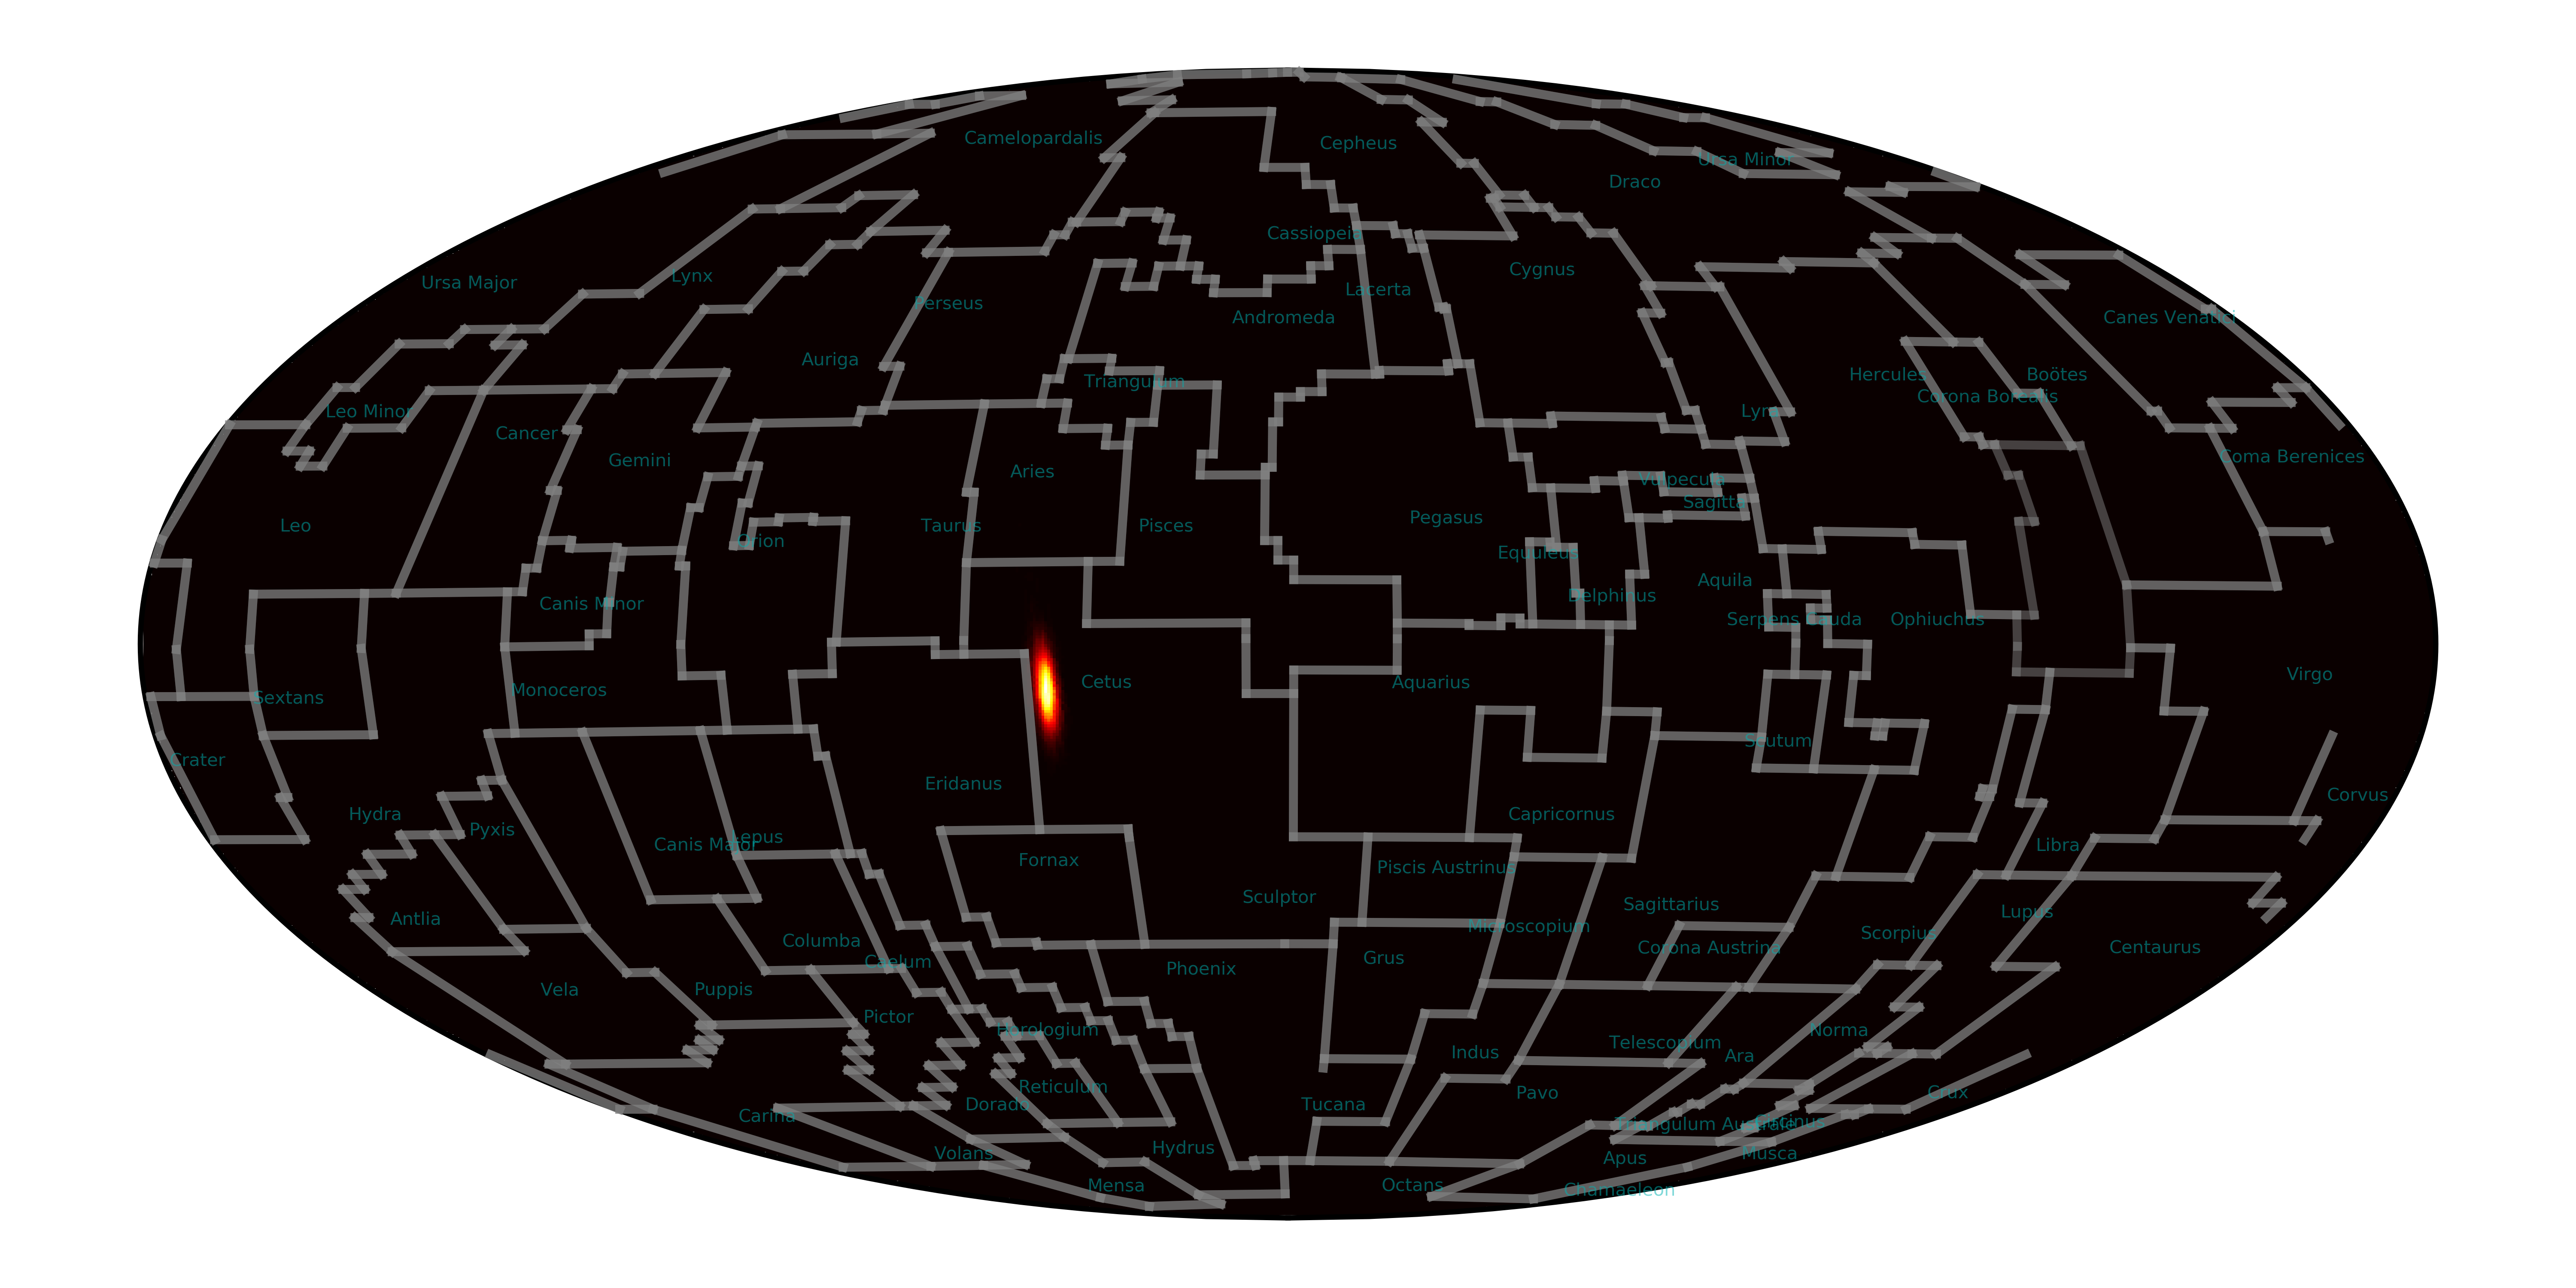 Camelopardalis
Cepheus
Ursa Minor
Draco
Cassiopeia
Cygnus
Lynx
Ursa Major
Lacerta
Perseus
Andromeda
Canes Venatici
Auriga
Hercules
Boötes
Triangulum
Corona Borealis
Leo Minor
Lyra
Cancer
Coma Berenices
Gemini
Aries
Vulpecula
Sagitta
Pegasus
Leo
Taurus
Pisces
Orion
Equuleus
Aquila
Delphinus
Canis Minor
Serpens Cauda
Ophiuchus
Virgo
Cetus
Aquarius
Monoceros
Sextans
Scutum
Crater
Eridanus
Corvus
Hydra
Capricornus
Pyxis
Lepus
Canis Major
Libra
Fornax
Piscis Austrinus
Sculptor
Sagittarius
Lupus
Antlia
Microscopium
Scorpius
Columba
Corona Austrina
Centaurus
Grus
Caelum
Phoenix
Vela
Puppis
Pictor
Horologium
Norma
Telescopium
Indus
Ara
Reticulum
Pavo
Crux
Dorado
Tucana
Carina
Circinus
Triangulum Australe
Hydrus
Volans
Musca
Apus
Mensa
Octans
Chamaeleon